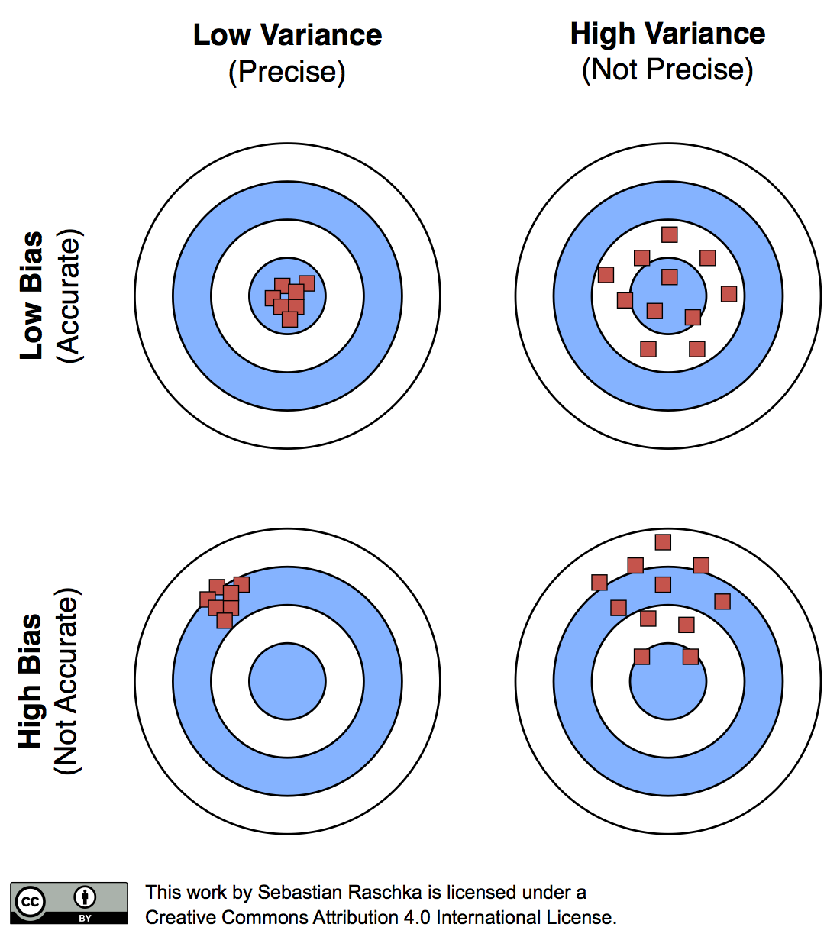 Low Variance
(Precise)
High Variance
(Not Precise)
Low Bias
(Accurate)
High Bias
(Not Accurate)
cc
BY
This work by Sebastian Raschka is licensed under a
Creative Commons Attribution 4.0 International License.